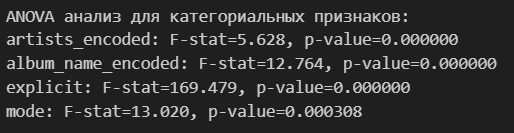 ANOVA анализ для категориальных признаков:
artists_encoded: F-stat=5.628, p-value=0.000000
album_name_encoded: F-stat=12.764, p-value=0.000000
explicit: F-stat=169.479, p-value=0.000000
mode: F-stat=13.020, p-value=0.000308